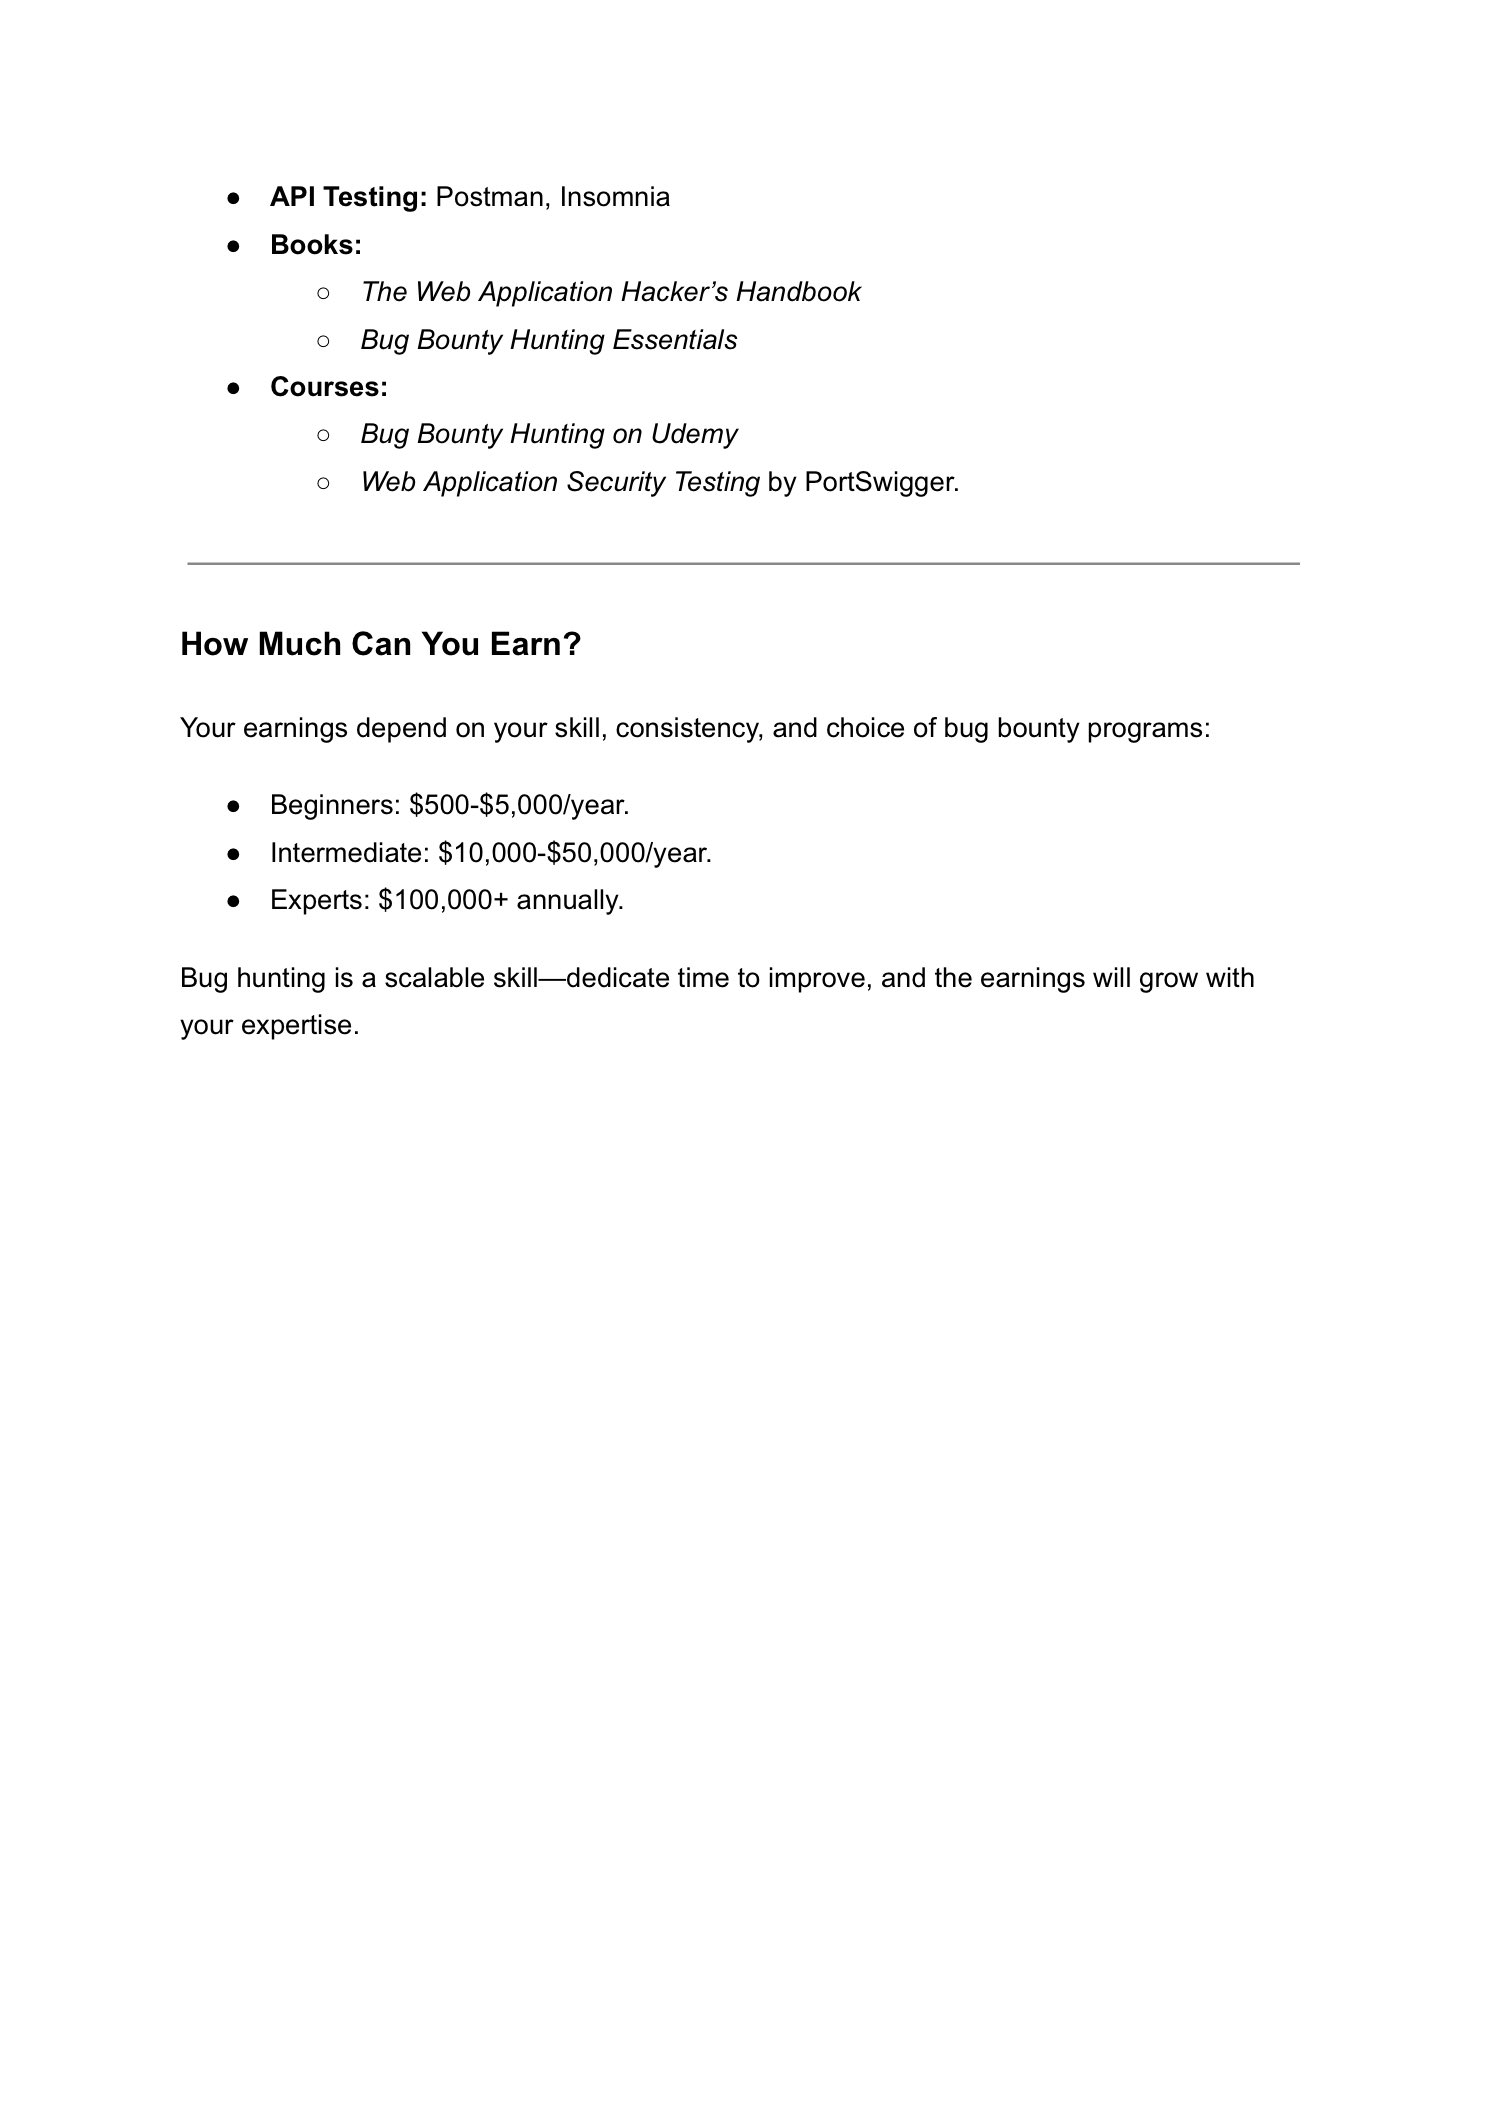 ● API Testing: Postman, Insomnia
● Books:
○ The Web Application Hacker’s Handbook
○ Bug Bounty Hunting Essentials
● Courses:
○ Bug Bounty Hunting on Udemy
○ Web Application Security Testing by PortSwigger.
How Much Can You Earn?
Your earnings depend on your skill, consistency, and choice of bug bounty programs:
● Beginners: $500-$5,000/year.
● Intermediate: $10,000-$50,000/year.
● Experts: $100,000+ annually.
Bug hunting is a scalable skill—dedicate time to improve, and the earnings will grow with
your expertise.